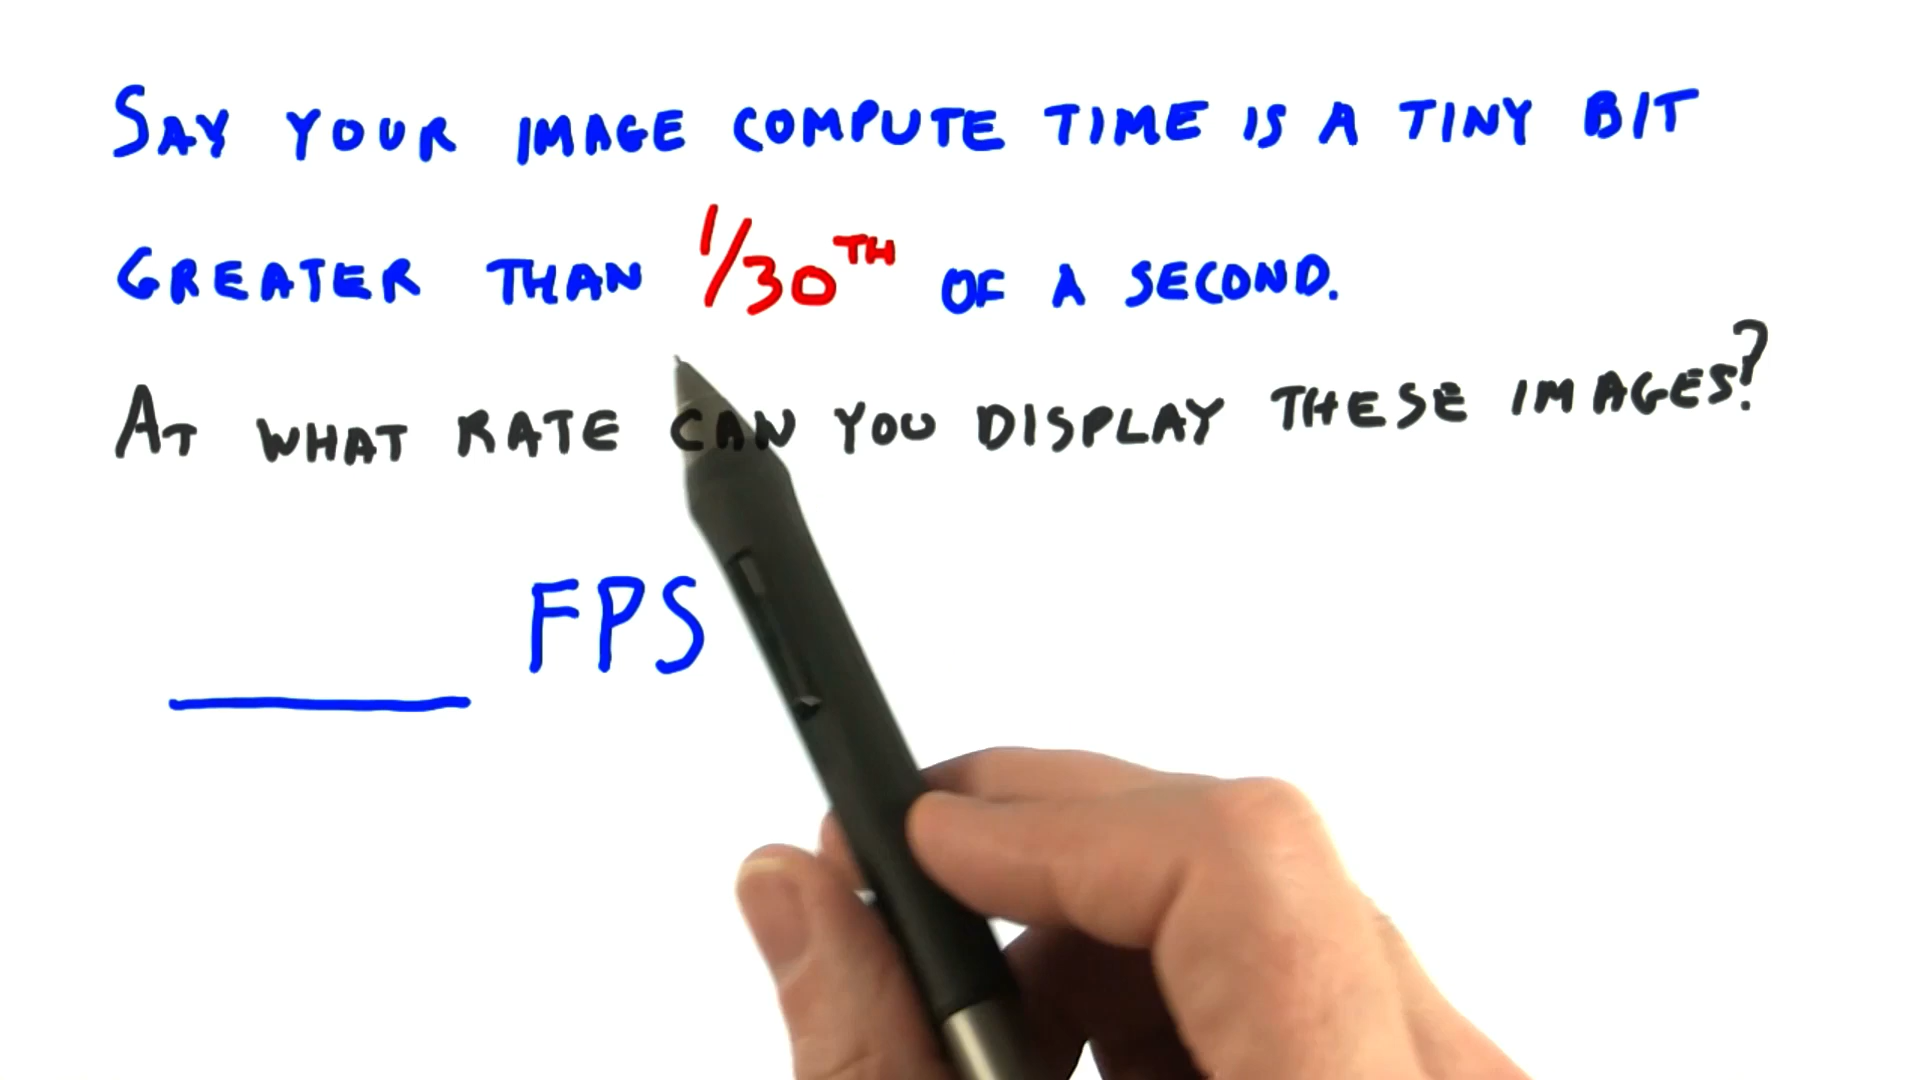 SAY YOUR IMAGE COMPUTE TIME IS A TINY BIT
GREATER THAN 1/30TH OF A SECOND.
AT WHAT RATE CAN YOU DISPLAY THESE IMAGES?
____ FPS